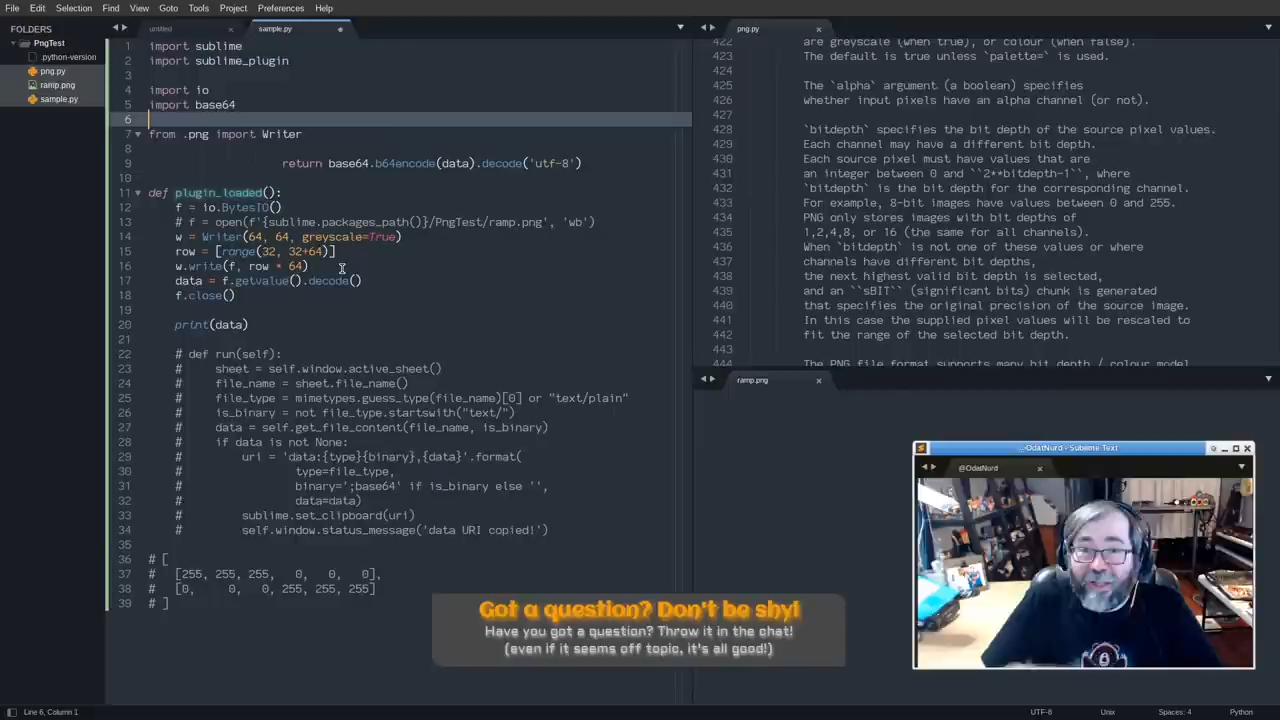 File Edit Selection View Find Goto Tools Project Preferences Help
FOLDERS
PngTest
.python-version
png.py
ramp.png
sample.py
untitled
sample.py
1 import sublime
2 import sublime_plugin
3
4 import io
5 import base64
6
7 from .png import Writer
8
9 return base64.b64encode(data).decode('utf-8')
10
11 def plugin_loaded():
12 f = io.BytesIO()
13 # f = open(f'{sublime.packages_path()}/PngTest/ramp.png', 'wb')
14 w = Writer(64, 64, greyscale=True)
15 row = [range(32, 32+64)]
16 w.write(f, row * 64)
17 data = f.getvalue().decode()
18 f.close()
19
20 print(data)
21
22 # def run(self):
23 # sheet = self.window.active_sheet()
24 # file_name = sheet.file_name()
25 # file_type = mimetypes.guess_type(file_name)[0] or "text/plain"
26 # is_binary = not file_type.startswith("text/")
27 # data = self.get_file_content(file_name, is_binary)
28 # if data is not None:
29 # uri = 'data:{type}{binary},{data}'.format(
30 # type=file_type,
31 # binary=';base64' if is_binary else '',
32 # data=data)
33 # sublime.set_clipboard(uri)
34 # self.window.status_message('data URI copied!')
35
36 # [
37 # [255, 255, 255, 0, 0, 0],
38 # [0, 0, 0, 255, 255, 255]
39 # ]
png.py
422 are greyscale (when true), or colour (when false).
423 The default is true unless `palette=` is used.
424
425 The `alpha` argument (a boolean) specifies
426 whether input pixels have an alpha channel (or not).
427
428 `bitdepth` specifies the bit depth of the source pixel values.
429 Each channel may have a different bit depth.
430 Each source pixel must have values that are
431 an integer between 0 and ``2**bitdepth-1``, where
432 `bitdepth` is the bit depth for the corresponding channel.
433 For example, 8-bit images have values between 0 and 255.
434 PNG only stores images with bit depths of
435 1,2,4,8, or 16 (the same for all channels).
436 When `bitdepth` is not one of these values or where
437 channels have different bit depths,
438 the next highest valid bit depth is selected,
439 and an ``sBIT`` (significant bits) chunk is generated
440 that specifies the original precision of the source image.
441 In this case the supplied pixel values will be rescaled to
442 fit the range of the selected bit depth.
443
The PNG file format supports many bit depth / colour model
ramp.png
OdatNurd - Sublime Text
@OdatNurd
Got a question? Don't be shy!
Have you got a question? Throw it in the chat!
(even if it seems off topic, it's all good!)
Line 6, Column 1
UTF-8 Unix Spaces: 4 Python